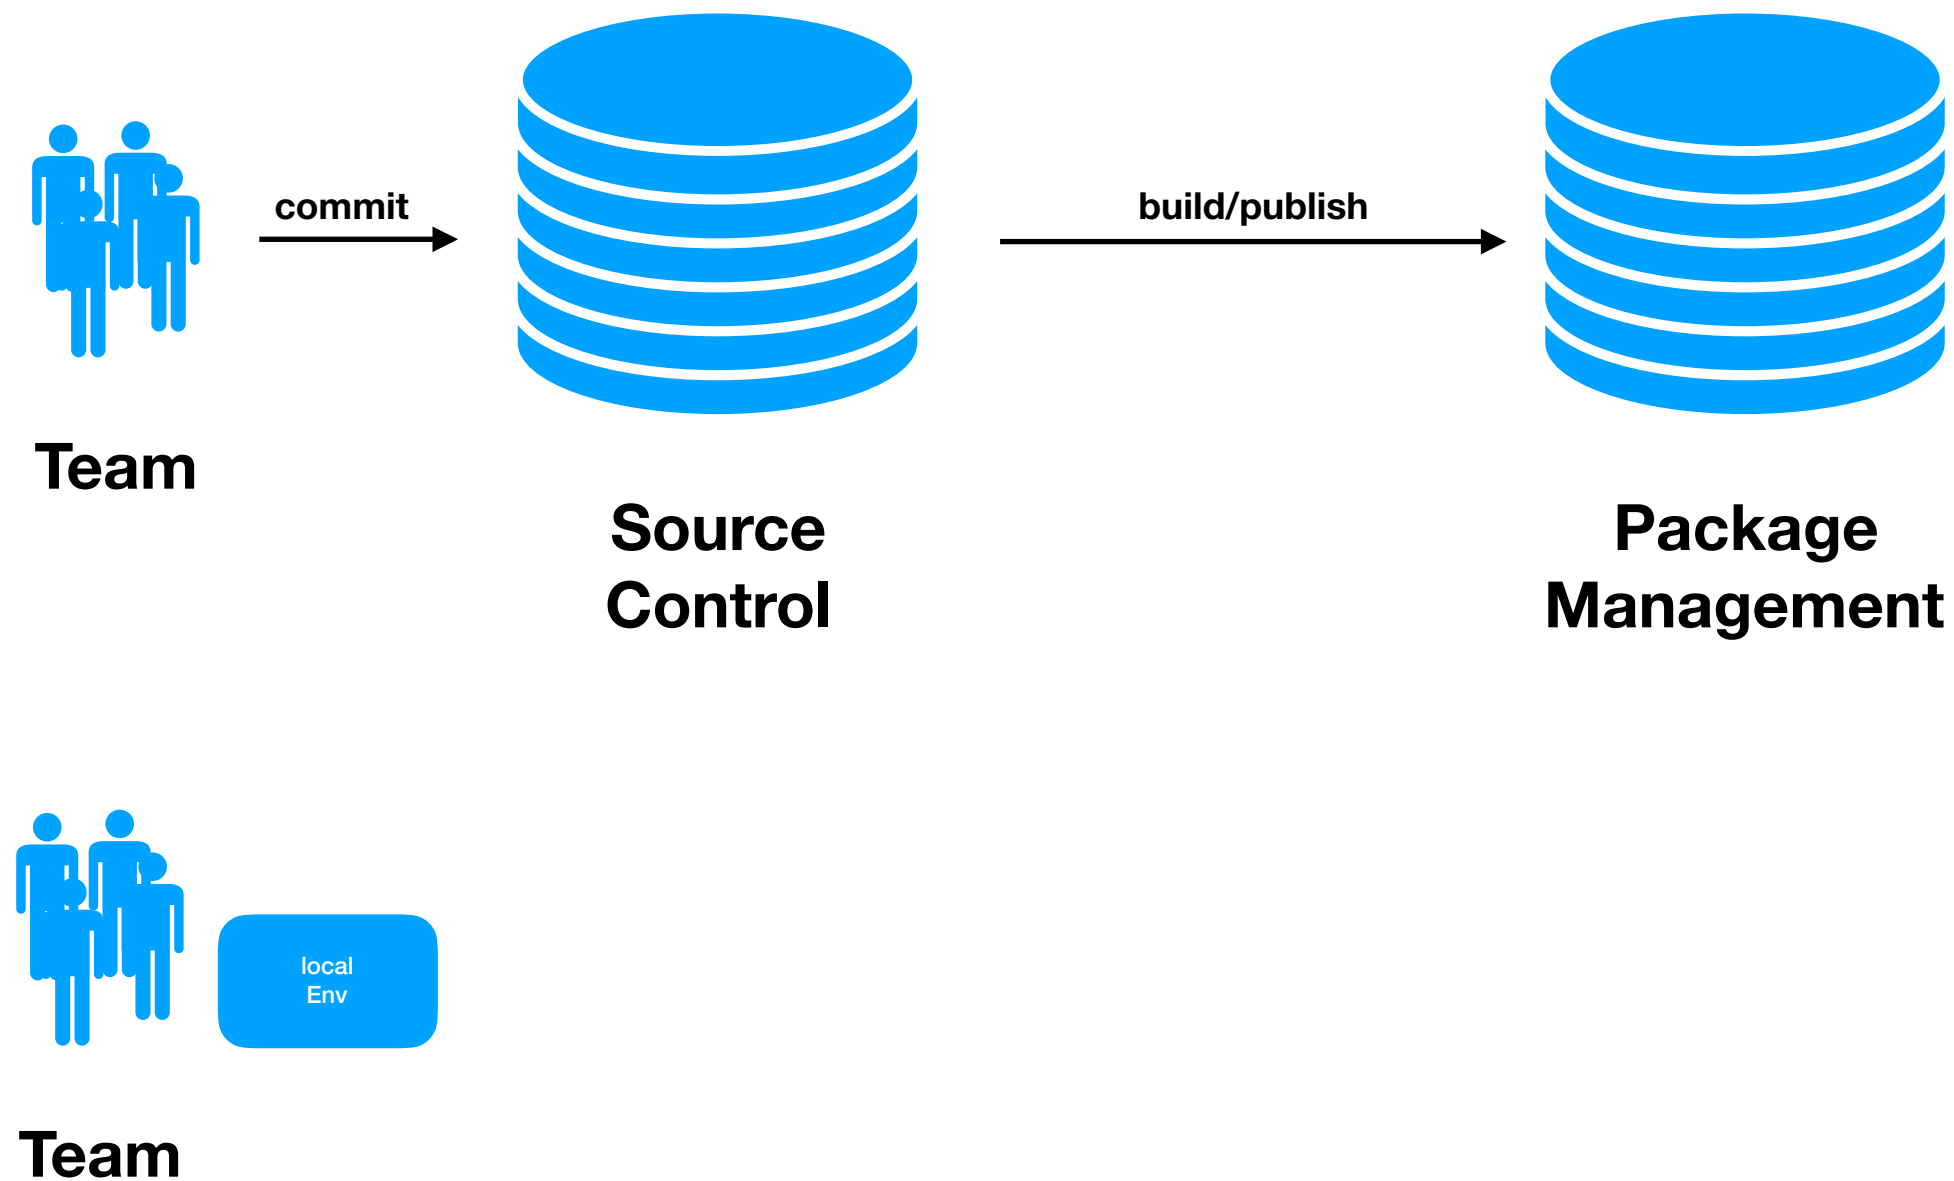 commit
build/publish
Team
Source
Control
Package
Management
local
Env
Team